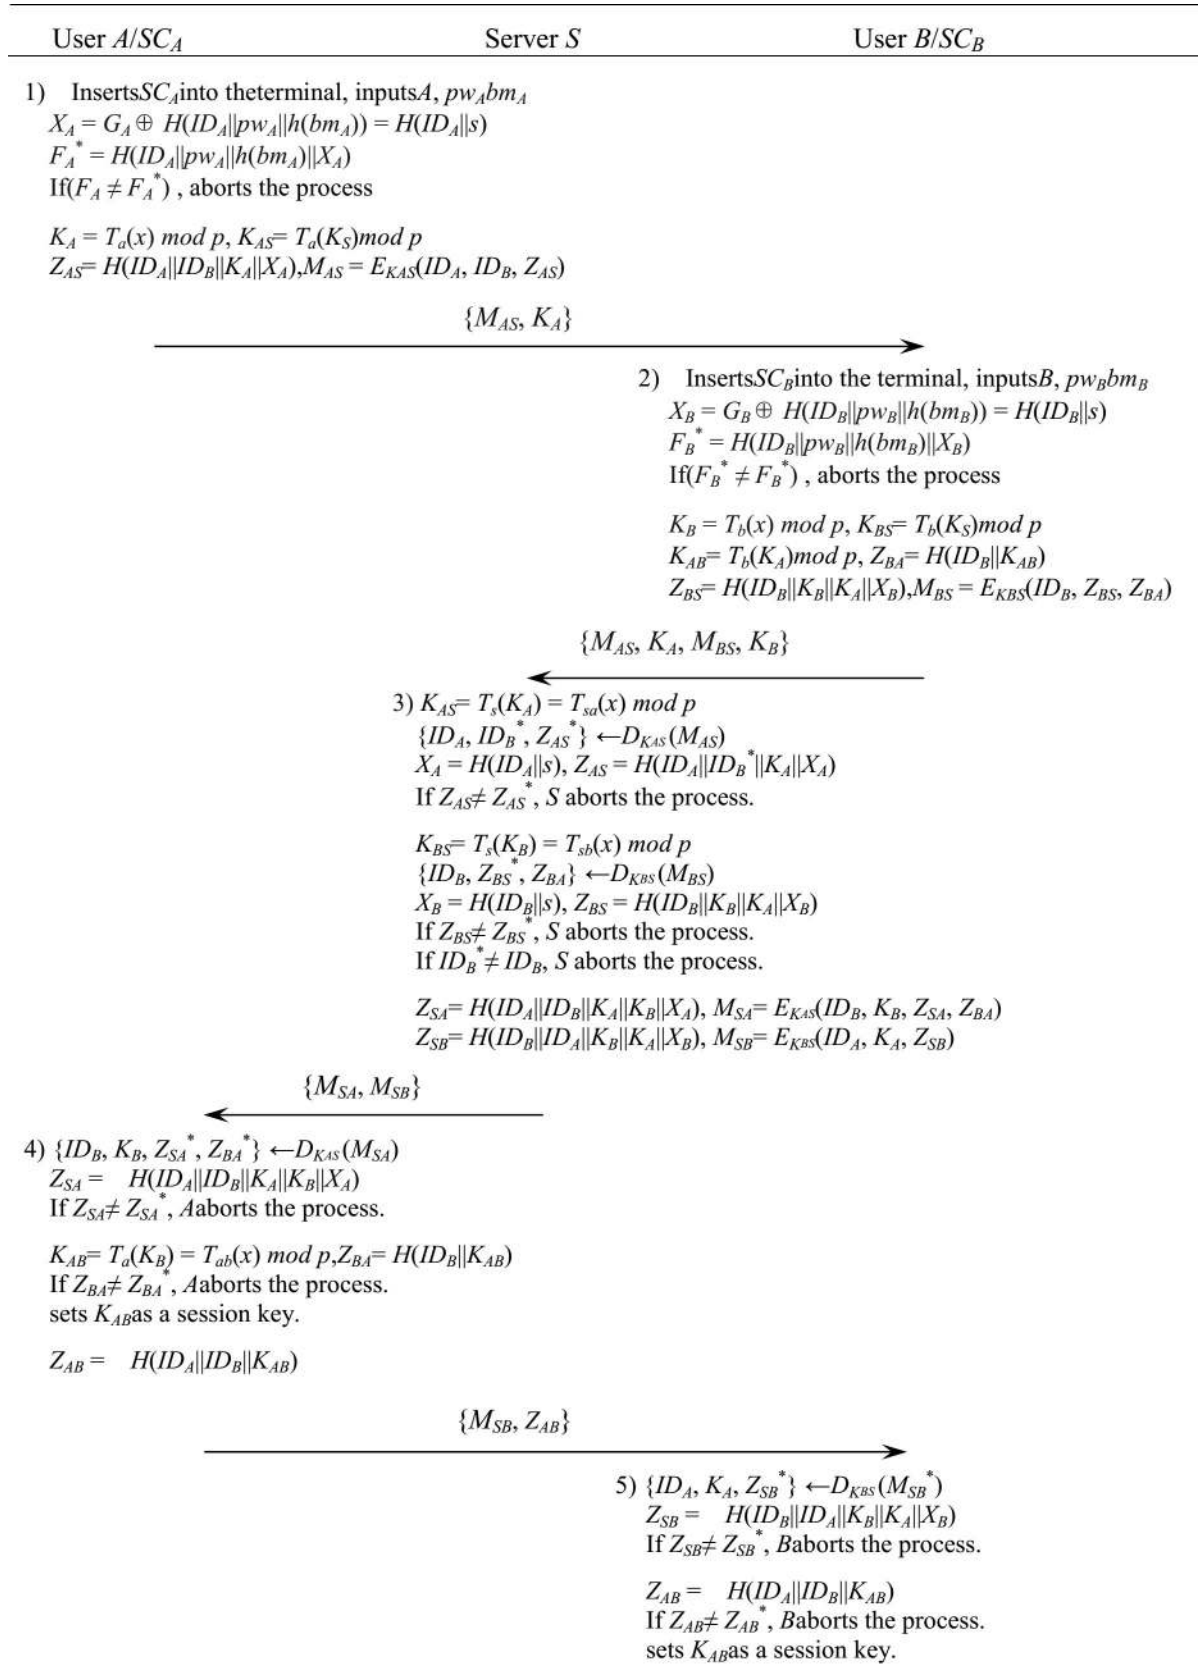 User A/SC_A Server S User B/SC_B
1) InsertsSC_Ainto theterminal, inputsA, pw_Abm_A
X_A = G_A ⊕ H(ID_A||pw_A||h(bm_A)) = H(ID_A||s)
F_A^* = H(ID_A||pw_A||h(bm_A)||X_A)
If(F_A ≠ F_A^*) , aborts the process
K_A = T_a(x) mod p, K_AS= T_a(K_S)mod p
Z_AS= H(ID_A||ID_B||K_A||X_A),M_AS = E_KAS(ID_A, ID_B, Z_AS)
{M_AS, K_A}
2) InsertsSC_Binto the terminal, inputsB, pw_Bbm_B
X_B = G_B ⊕ H(ID_B||pw_B||h(bm_B)) = H(ID_B||s)
F_B^* = H(ID_B||pw_B||h(bm_B)||X_B)
If(F_B^* ≠ F_B^*) , aborts the process
K_B = T_b(x) mod p, K_BS= T_b(K_S)mod p
K_AB= T_b(K_A)mod p, Z_BA= H(ID_B||K_AB)
Z_BS= H(ID_B||K_B||K_A||X_B),M_BS = E_KBS(ID_B, Z_BS, Z_BA)
{M_AS, K_A, M_BS, K_B}
3) K_AS= T_s(K_A) = T_sa(x) mod p
{ID_A, ID_B^*, Z_AS^*} ←D_KAS(M_AS)
X_A = H(ID_A||s), Z_AS = H(ID_A||ID_B^*||K_A||X_A)
If Z_AS≠ Z_AS^*, S aborts the process.
K_BS= T_s(K_B) = T_sb(x) mod p
{ID_B, Z_BS^*, Z_BA} ←D_KBS(M_BS)
X_B = H(ID_B||s), Z_BS = H(ID_B||K_B||K_A||X_B)
If Z_BS≠ Z_BS^*, S aborts the process.
If ID_B^*≠ ID_B, S aborts the process.
Z_SA= H(ID_A||ID_B||K_A||K_B||X_A), M_SA= E_KAS(ID_B, K_B, Z_SA, Z_BA)
Z_SB= H(ID_B||ID_A||K_B||K_A||X_B), M_SB= E_KBS(ID_A, K_A, Z_SB)
{M_SA, M_SB}
4) {ID_B, K_B, Z_SA^*, Z_BA^*} ←D_KAS(M_SA)
Z_SA = H(ID_A||ID_B||K_A||K_B||X_A)
If Z_SA≠ Z_SA^*, Aaborts the process.
K_AB= T_a(K_B) = T_ab(x) mod p,Z_BA= H(ID_B||K_AB)
If Z_BA≠ Z_BA^*, Aaborts the process.
sets K_ABas a session key.
Z_AB = H(ID_A||ID_B||K_AB)
{M_SB, Z_AB}
5) {ID_A, K_A, Z_SB^*} ←D_KBS(M_SB^*)
Z_SB = H(ID_B||ID_A||K_B||K_A||X_B)
If Z_SB≠ Z_SB^*, Baborts the process.
Z_AB = H(ID_A||ID_B||K_AB)
If Z_AB≠ Z_AB^*, Baborts the process.
sets K_ABas a session key.